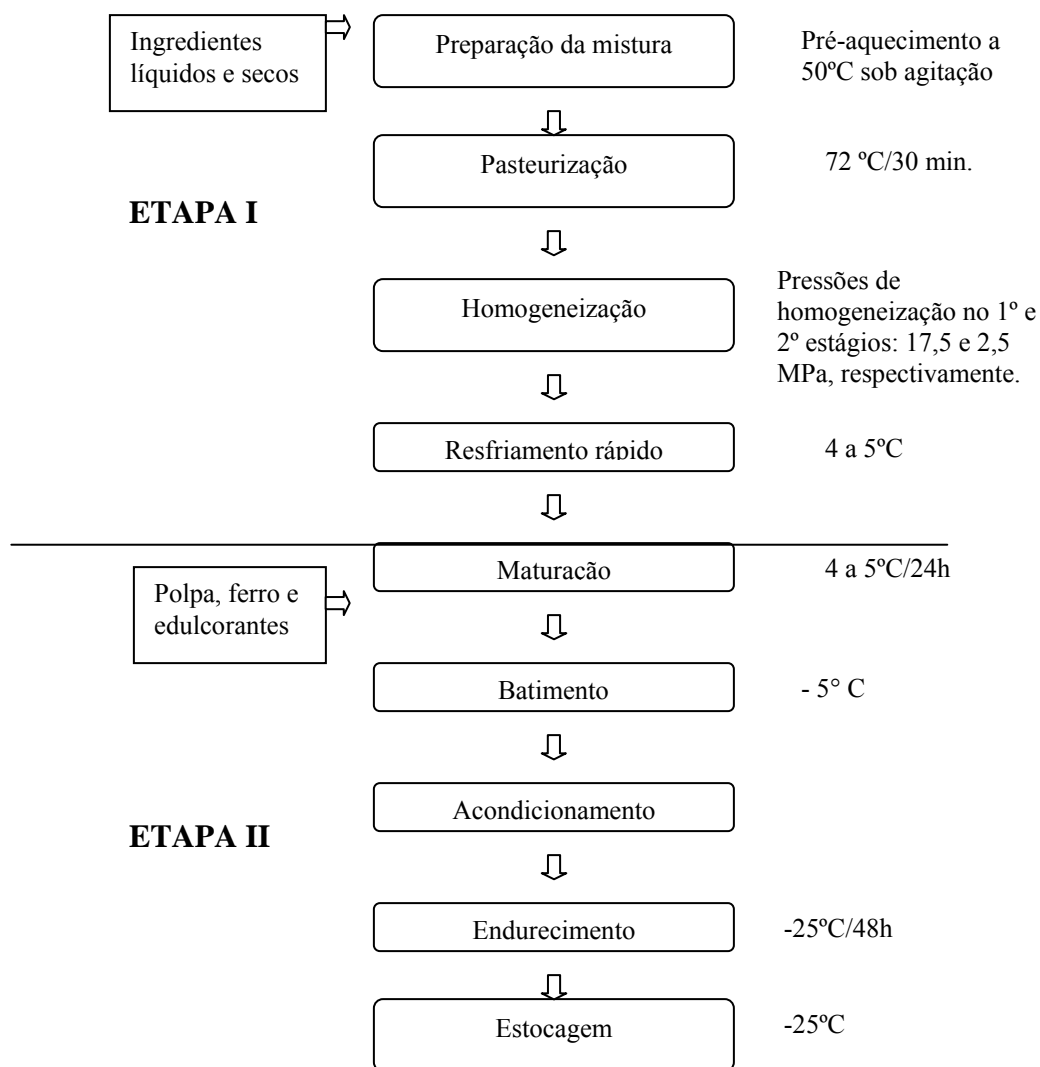 Ingredientes
líquidos e secos
Preparação da mistura
Pré-aquecimento a
50ºC sob agitação
Pasteurização
72 ºC/30 min.
ETAPA I
Homogeneização
Pressões de
homogeneização no 1º e
2º estágios: 17,5 e 2,5
MPa, respectivamente.
Resfriamento rápido
4 a 5ºC
Maturacão
4 a 5ºC/24h
Polpa, ferro e
edulcorantes
Batimento
- 5° C
Acondicionamento
ETAPA II
Endurecimento
-25ºC/48h
Estocagem
-25ºC